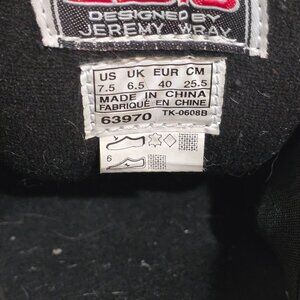 DESIGNED BY
JEREMY WRAY
US UK EUR CM
7.5 6.5 40 25.5
MADE IN CHINA
FABRIQUÉ EN CHINE
63970 TK-0608B
6